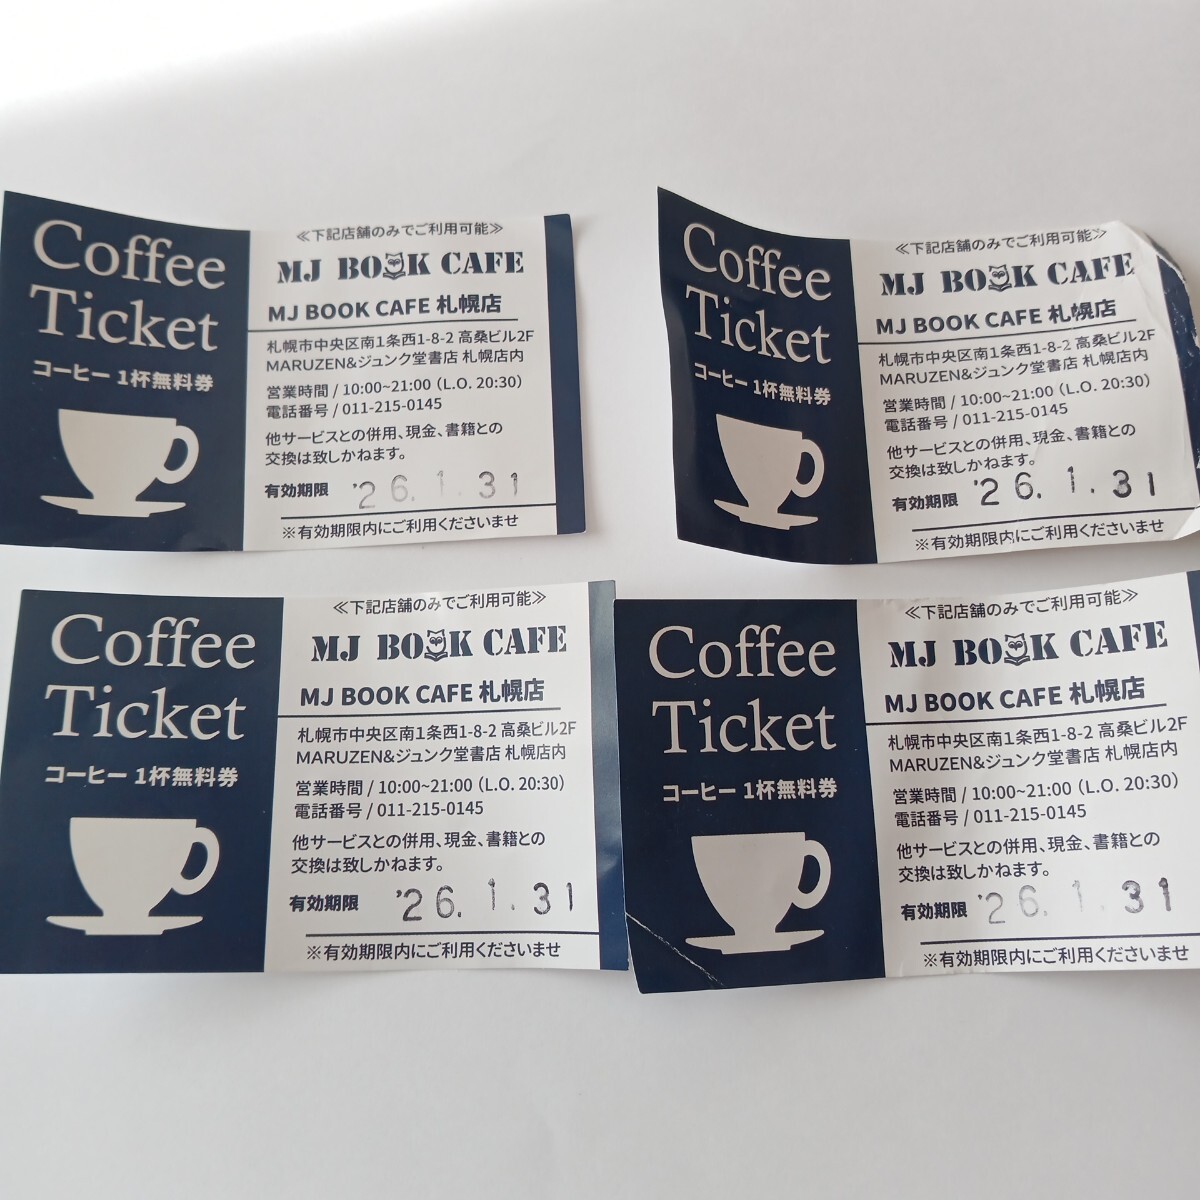 Coffee
Ticket
コーヒー 1杯無料券
≪下記店舗のみでご利用可能≫
MJ BOOK CAFE
MJ BOOK CAFE 札幌店
札幌市中央区南1条西1-8-2 高桑ビル2F
MARUZEN&ジュンク堂書店 札幌店内
営業時間 / 10:00~21:00 (L.O. 20:30)
電話番号 / 011-215-0145
他サービスとの併用、現金、書籍との
交換は致しかねます。
有効期限 '26.1.31
※有効期限内にご利用くださいませ
Coffee
Ticket
コーヒー 1杯無料券
≪下記店舗のみでご利用可能≫
MJ BOOK CAFE
MJ BOOK CAFE 札幌店
札幌市中央区南1条西1-8-2 高桑ビル2F
MARUZEN&ジュンク堂書店 札幌店内
営業時間 / 10:00~21:00 (L.O. 20:30)
電話番号 / 011-215-0145
他サービスとの併用、現金、書籍との
交換は致しかねます。
有効期限 '26.1.31
※有効期限内にご利用くださいませ
Coffee
Ticket
コーヒー 1杯無料券
≪下記店舗のみでご利用可能≫
MJ BOOK CAFE
MJ BOOK CAFE 札幌店
札幌市中央区南1条西1-8-2 高桑ビル2F
MARUZEN&ジュンク堂書店 札幌店内
営業時間 / 10:00~21:00 (L.O. 20:30)
電話番号 / 011-215-0145
他サービスとの併用、現金、書籍との
交換は致しかねます。
有効期限 '26.1.31
※有効期限内にご利用くださいませ
Coffee
Ticket
コーヒー 1杯無料券
≪下記店舗のみでご利用可能≫
MJ BOOK CAFE
MJ BOOK CAFE 札幌店
札幌市中央区南1条西1-8-2 高桑ビル2F
MARUZEN&ジュンク堂書店 札幌店内
営業時間 / 10:00~21:00 (L.O. 20:30)
電話番号 / 011-215-0145
他サービスとの併用、現金、書籍との
交換は致しかねます。
有効期限 '26.1.31
※有効期限内にご利用くださいませ